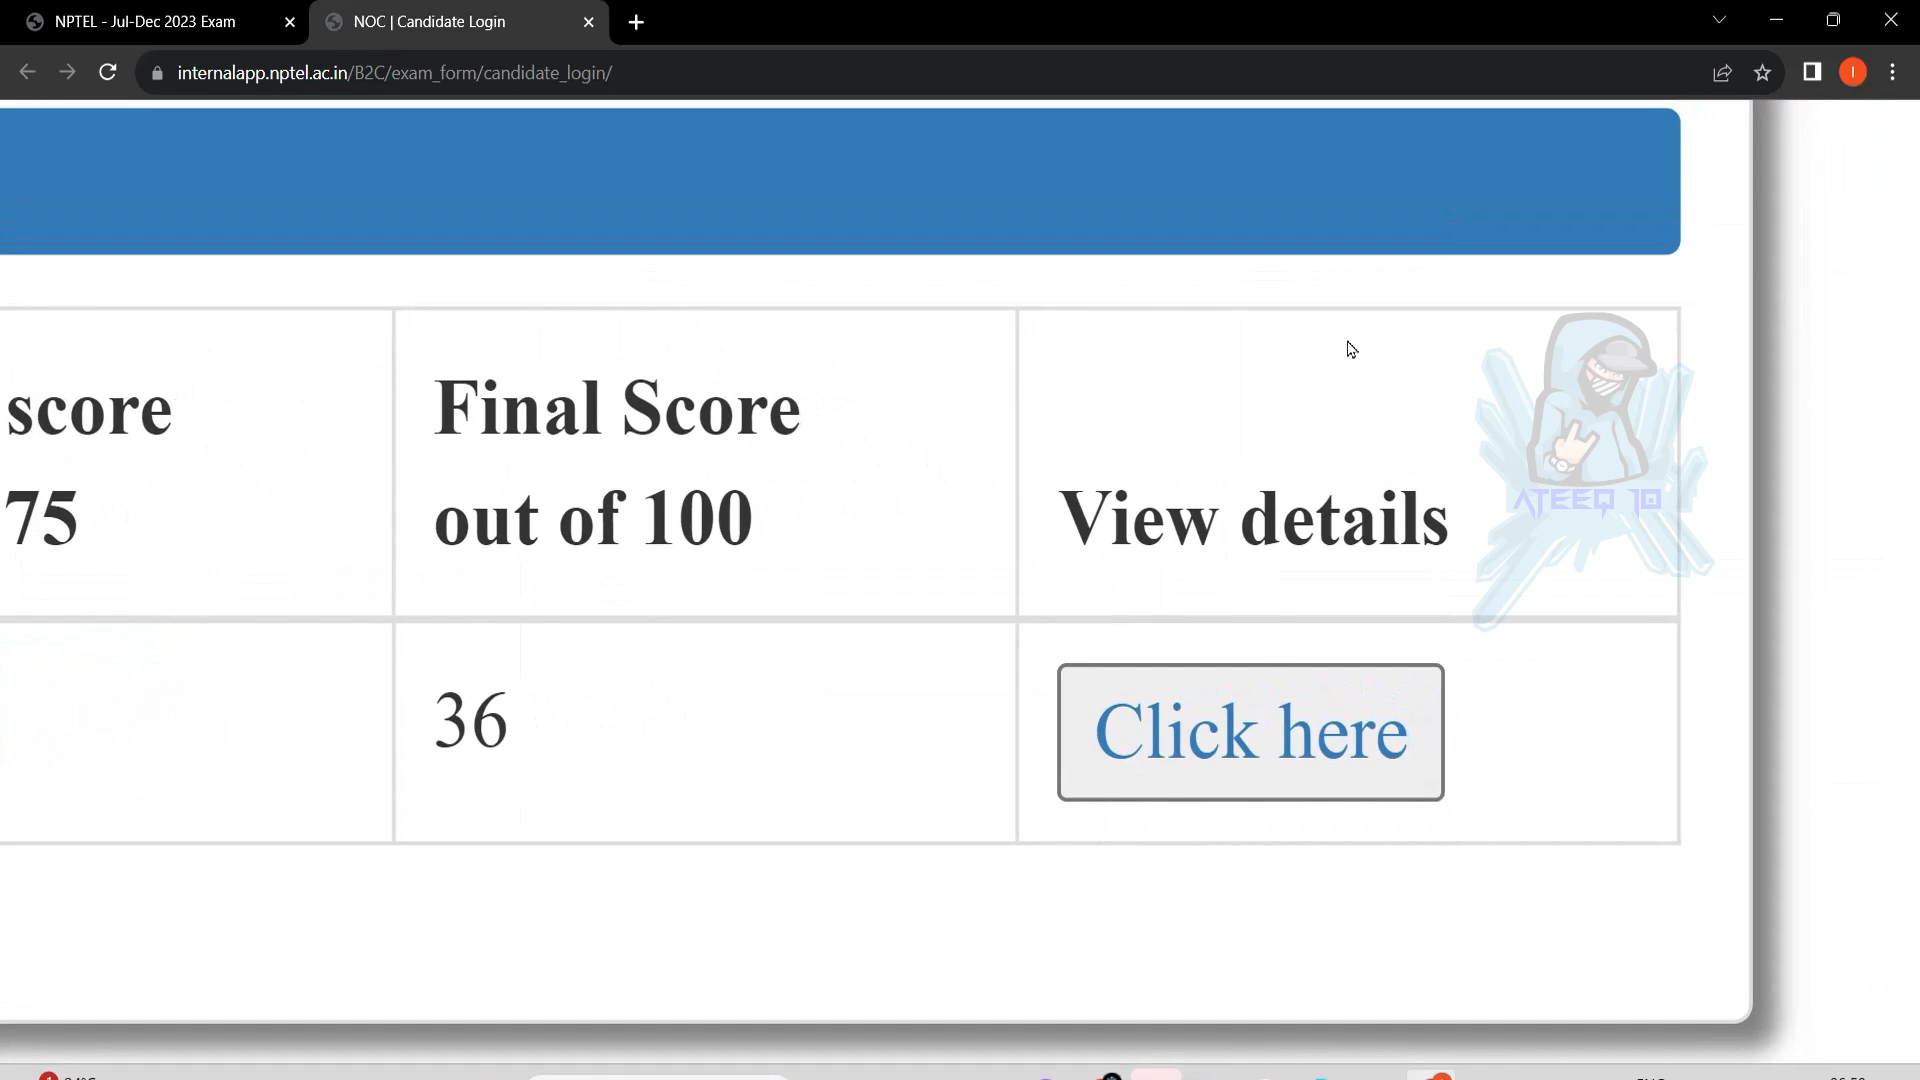 NPTEL - Jul-Dec 2023 Exam
NOC | Candidate Login
internalapp.nptel.ac.in/B2C/exam_form/candidate_login/
I
score
75
Final Score
out of 100
View details
ATEEQ 10
36
Click here